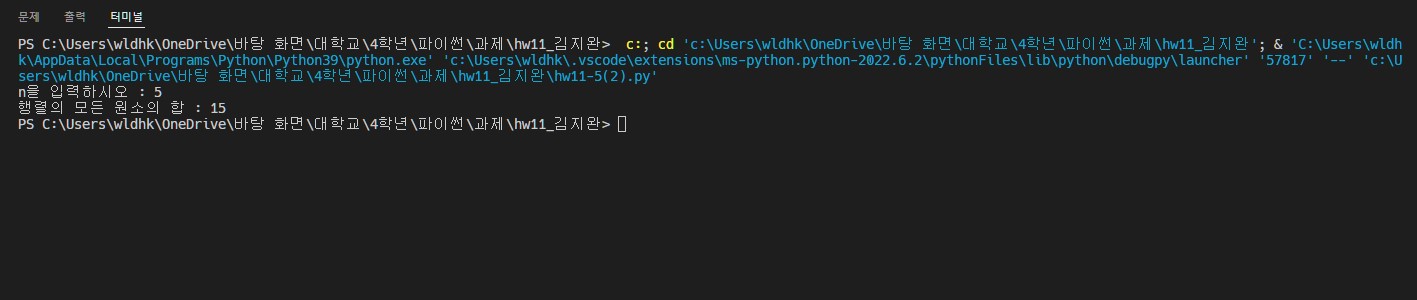 문제 출력 터미널
PS C:\Users\wldhk\OneDrive\바탕 화면\대학교\4학년\파이썬\과제\hw11_김지완>  c:; cd 'c:\Users\wldhk\OneDrive\바탕 화면\대학교\4학년\파이썬\과제\hw11_김지완'; & 'C:\Users\wldh
k\AppData\Local\Programs\Python\Python39\python.exe' 'c:\Users\wldhk\.vscode\extensions\ms-python.python-2022.6.2\pythonFiles\lib\python\debugpy\launcher' '57817' '--' 'c:\U
sers\wldhk\OneDrive\바탕 화면\대학교\4학년\파이썬\과제\hw11_김지완\hw11-5(2).py'
n을 입력하시오 : 5
행렬의 모든 원소의 합 : 15
PS C:\Users\wldhk\OneDrive\바탕 화면\대학교\4학년\파이썬\과제\hw11_김지완>